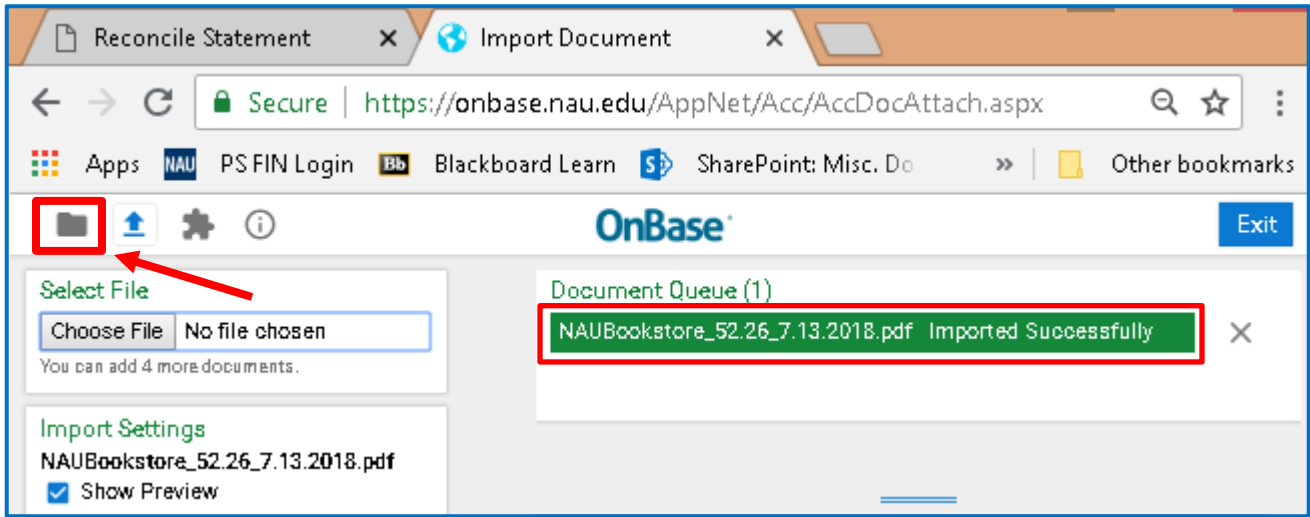 Reconcile Statement
Import Document
Secure | https://onbase.nau.edu/AppNet/Acc/AccDocAttach.aspx
Apps NAU PS FIN Login Bb Blackboard Learn S SharePoint: Misc. Do » Other bookmarks
OnBase Exit
Select File
Choose File No file chosen
You can add 4 more documents.
Import Settings
NAUBookstore_52.26_7.13.2018.pdf
Show Preview
Document Queue (1)
NAUBookstore_52.26_7.13.2018.pdf Imported Successfully